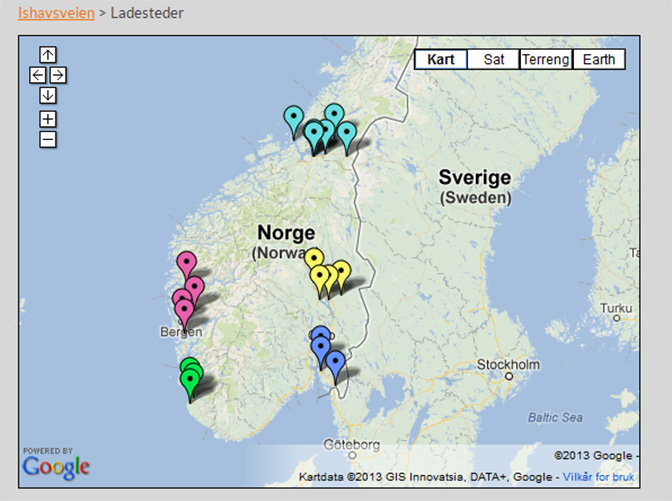 Ishavsveien > Ladesteder
Kart Sat Terreng Earth
Sverige
(Sweden)
Norge
Bergen
Turku
Stockholm
Baltic Sea
Göteborg
POWERED BY
Google
©2013 Google -
Kartdata ©2013 GIS Innovatsia, DATA+, Google - Vilkår for bruk